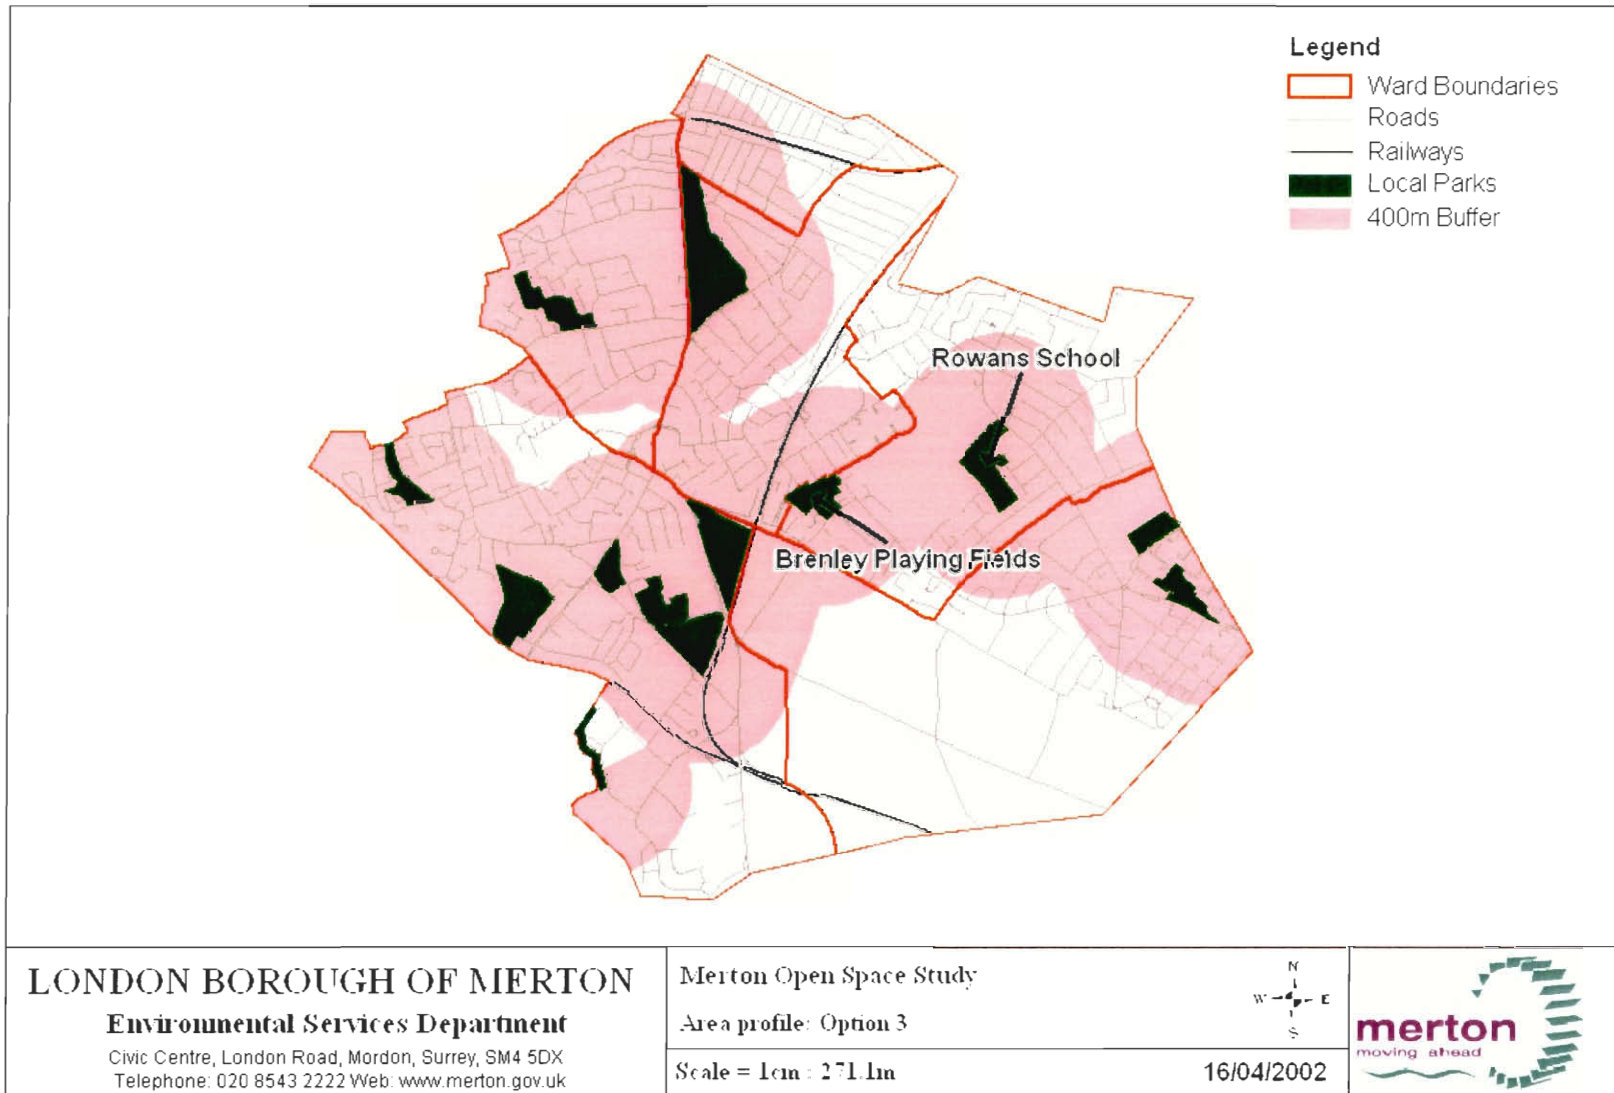 Legend
Ward Boundaries
Roads
Railways
Local Parks
400m Buffer
Rowans School
Brenley Playing Fields
LONDON BOROUGH OF MERTON
Environmental Services Department
Civic Centre, London Road, Mordon, Surrey, SM4 5DX
Telephone: 020 8543 2222 Web: www.merton.gov.uk
Merton Open Space Study
Area profile: Option 3
Scale = 1cm : 271.1m
16/04/2002
N
W E
S
merton
moving ahead